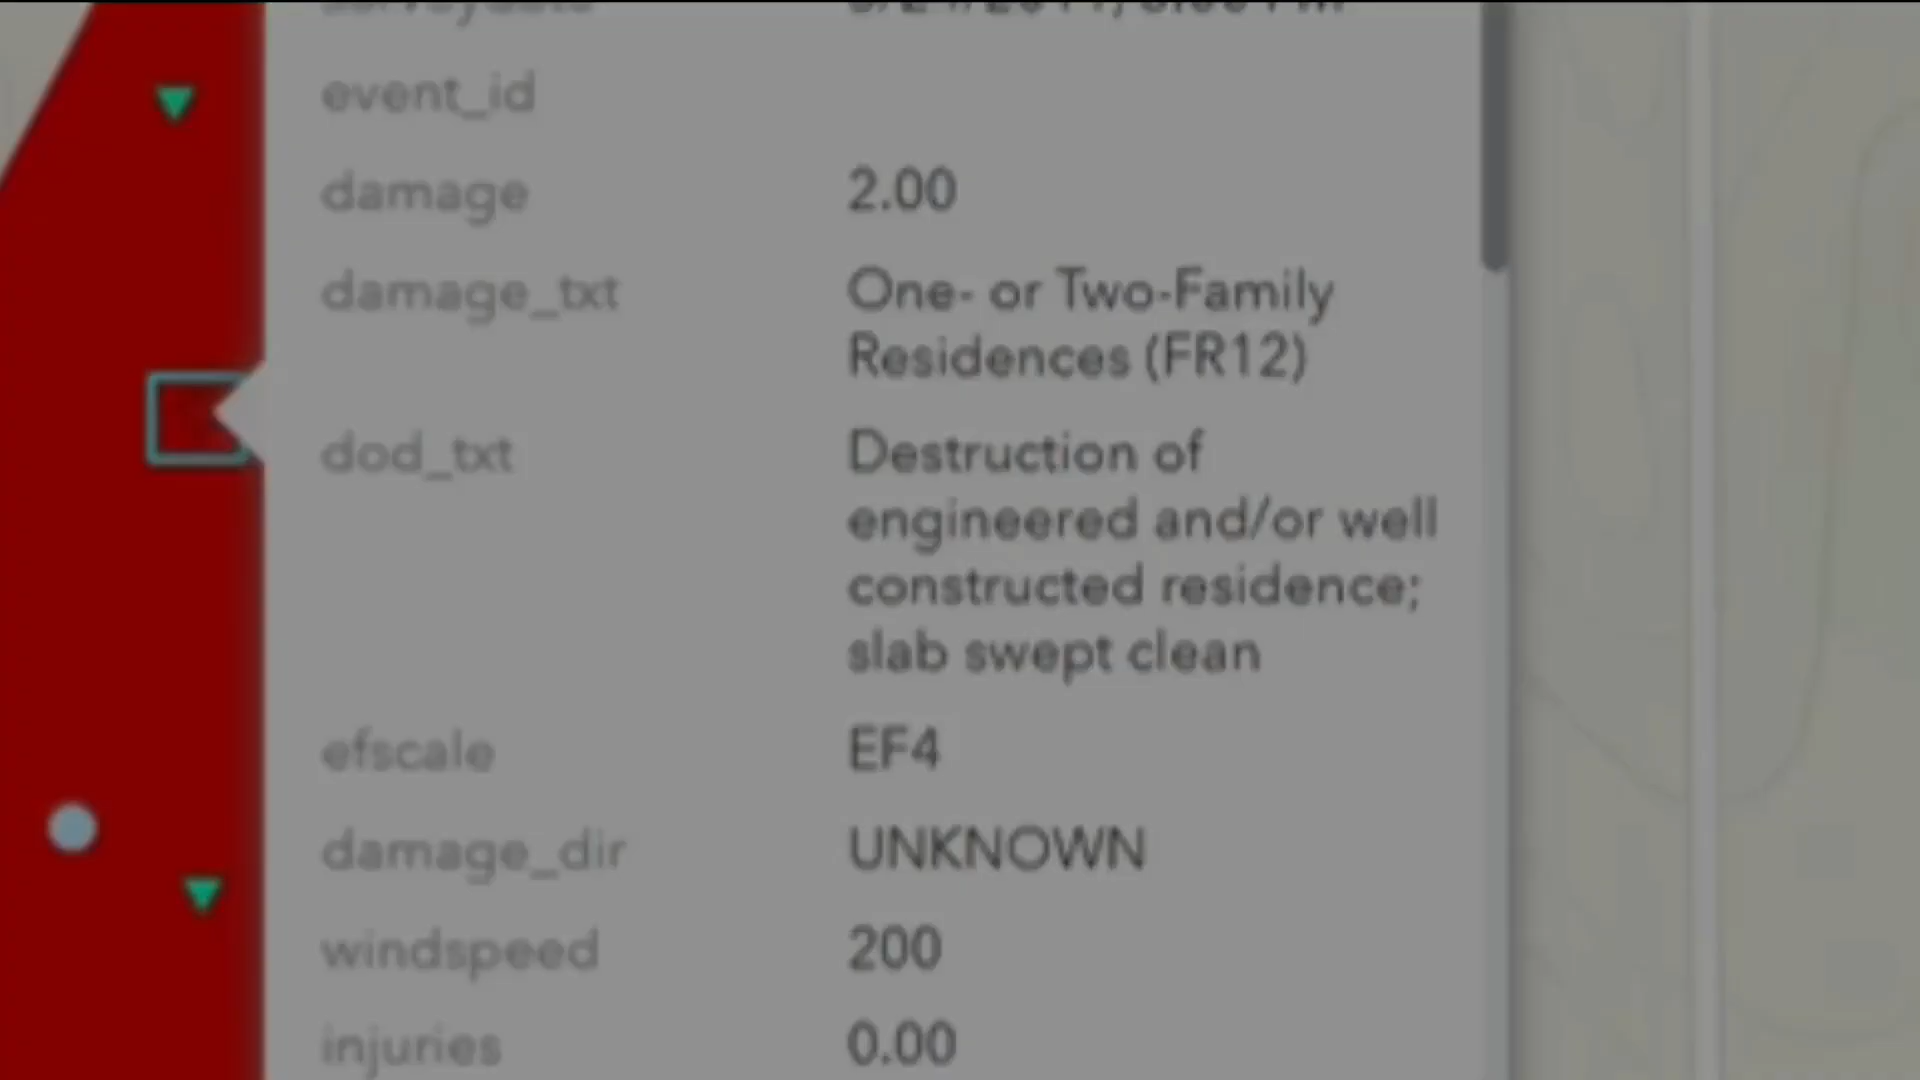 event_id
damage 2.00
damage_txt One- or Two-Family
Residences (FR12)
dod_txt Destruction of
engineered and/or well
constructed residence;
slab swept clean
efscale EF4
damage_dir UNKNOWN
windspeed 200
injuries 0.00